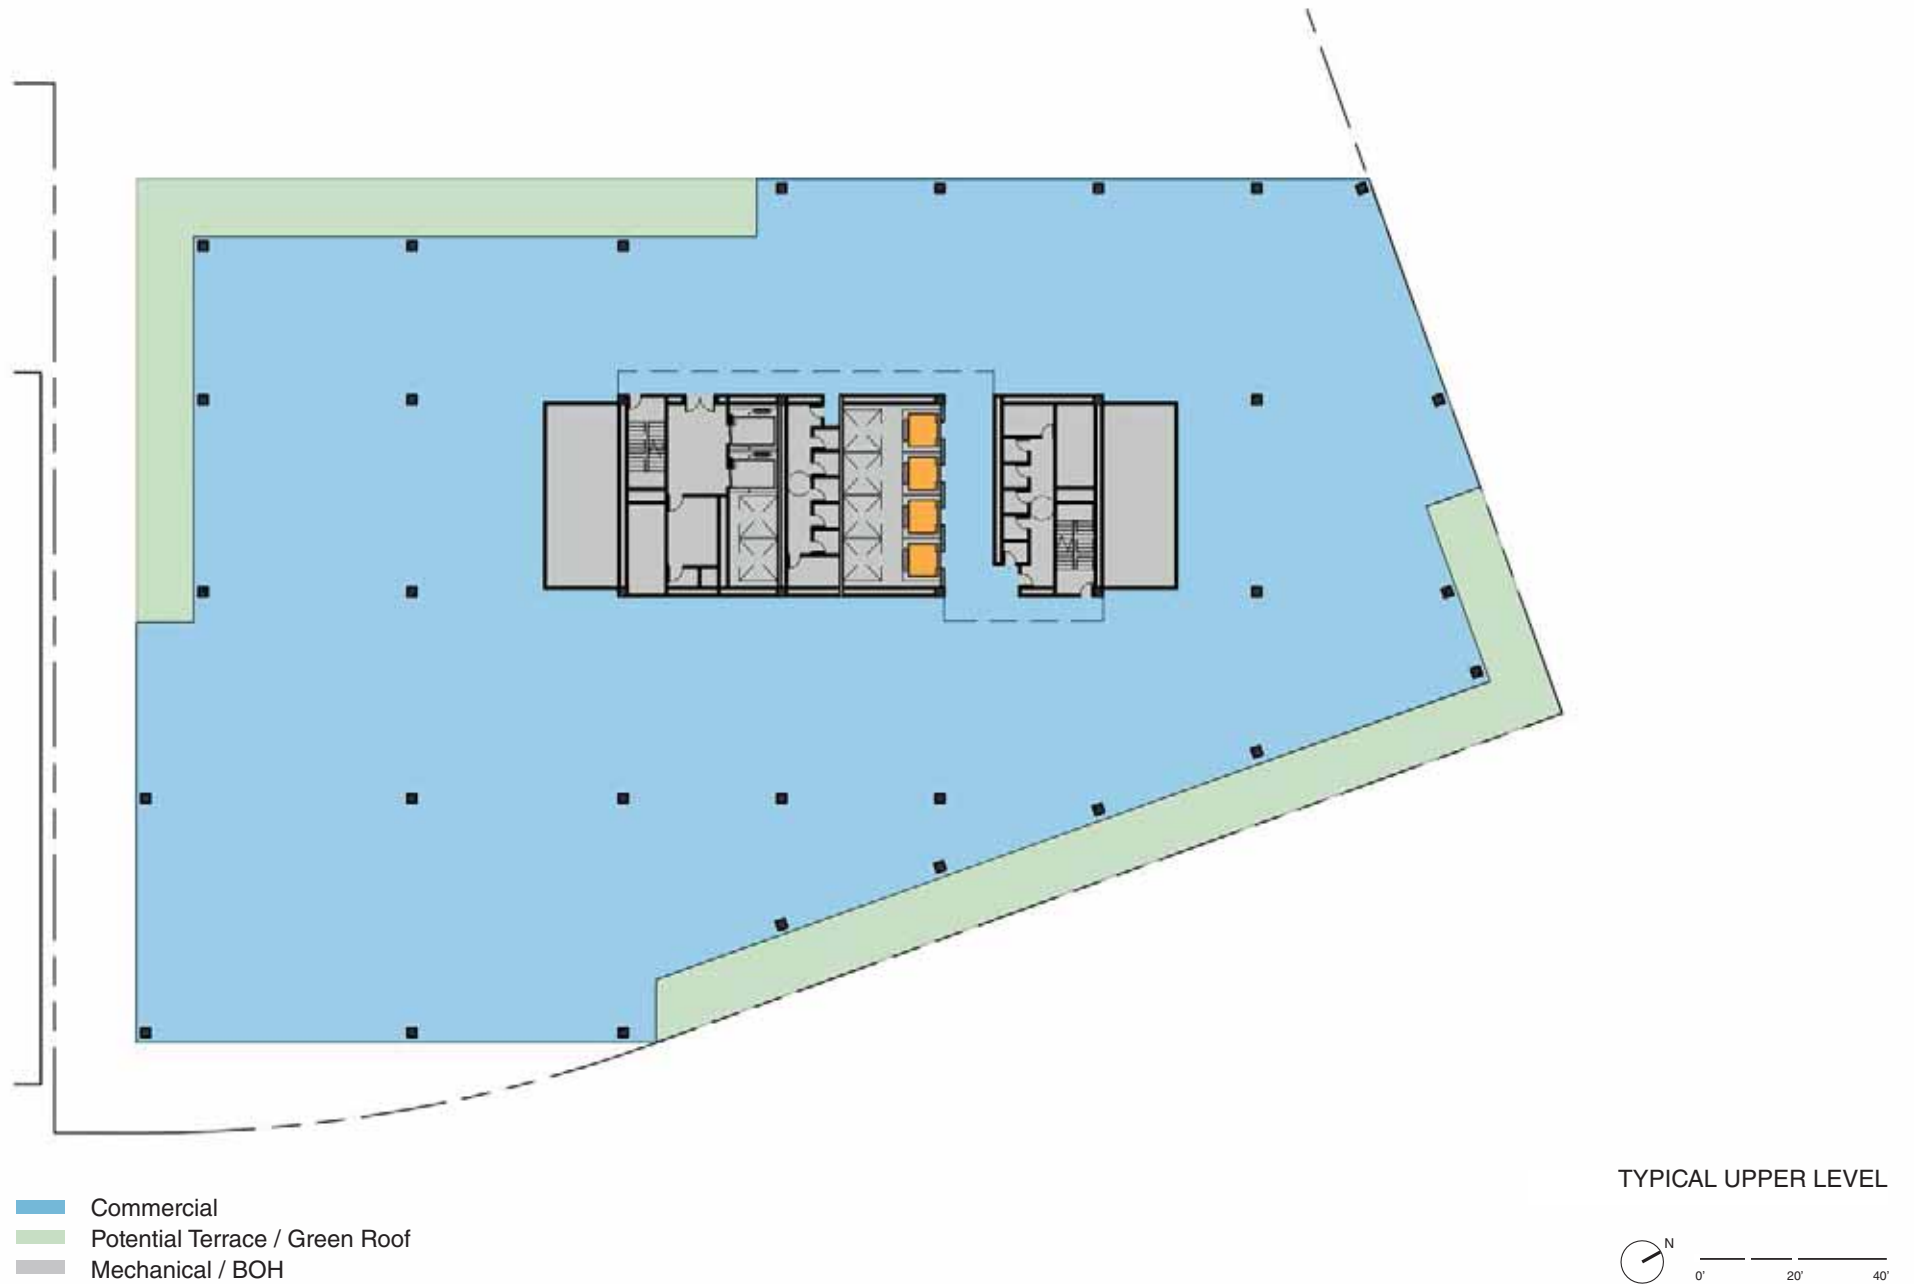 TYPICAL UPPER LEVEL
Commercial
Potential Terrace / Green Roof
Mechanical / BOH
N
0' 20' 40'